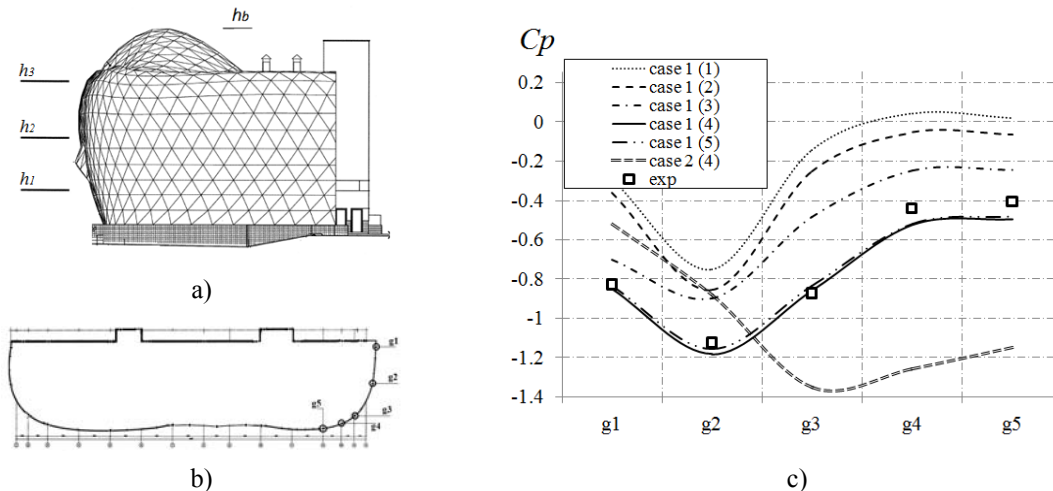 hb
h3
h2
h1
a)
g1
g2
g3
g4
g5
b)
Cp
case 1 (1)
case 1 (2)
case 1 (3)
case 1 (4)
case 1 (5)
case 2 (4)
exp
0.2
0
-0.2
-0.4
-0.6
-0.8
-1
-1.2
-1.4
g1 g2 g3 g4 g5
c)